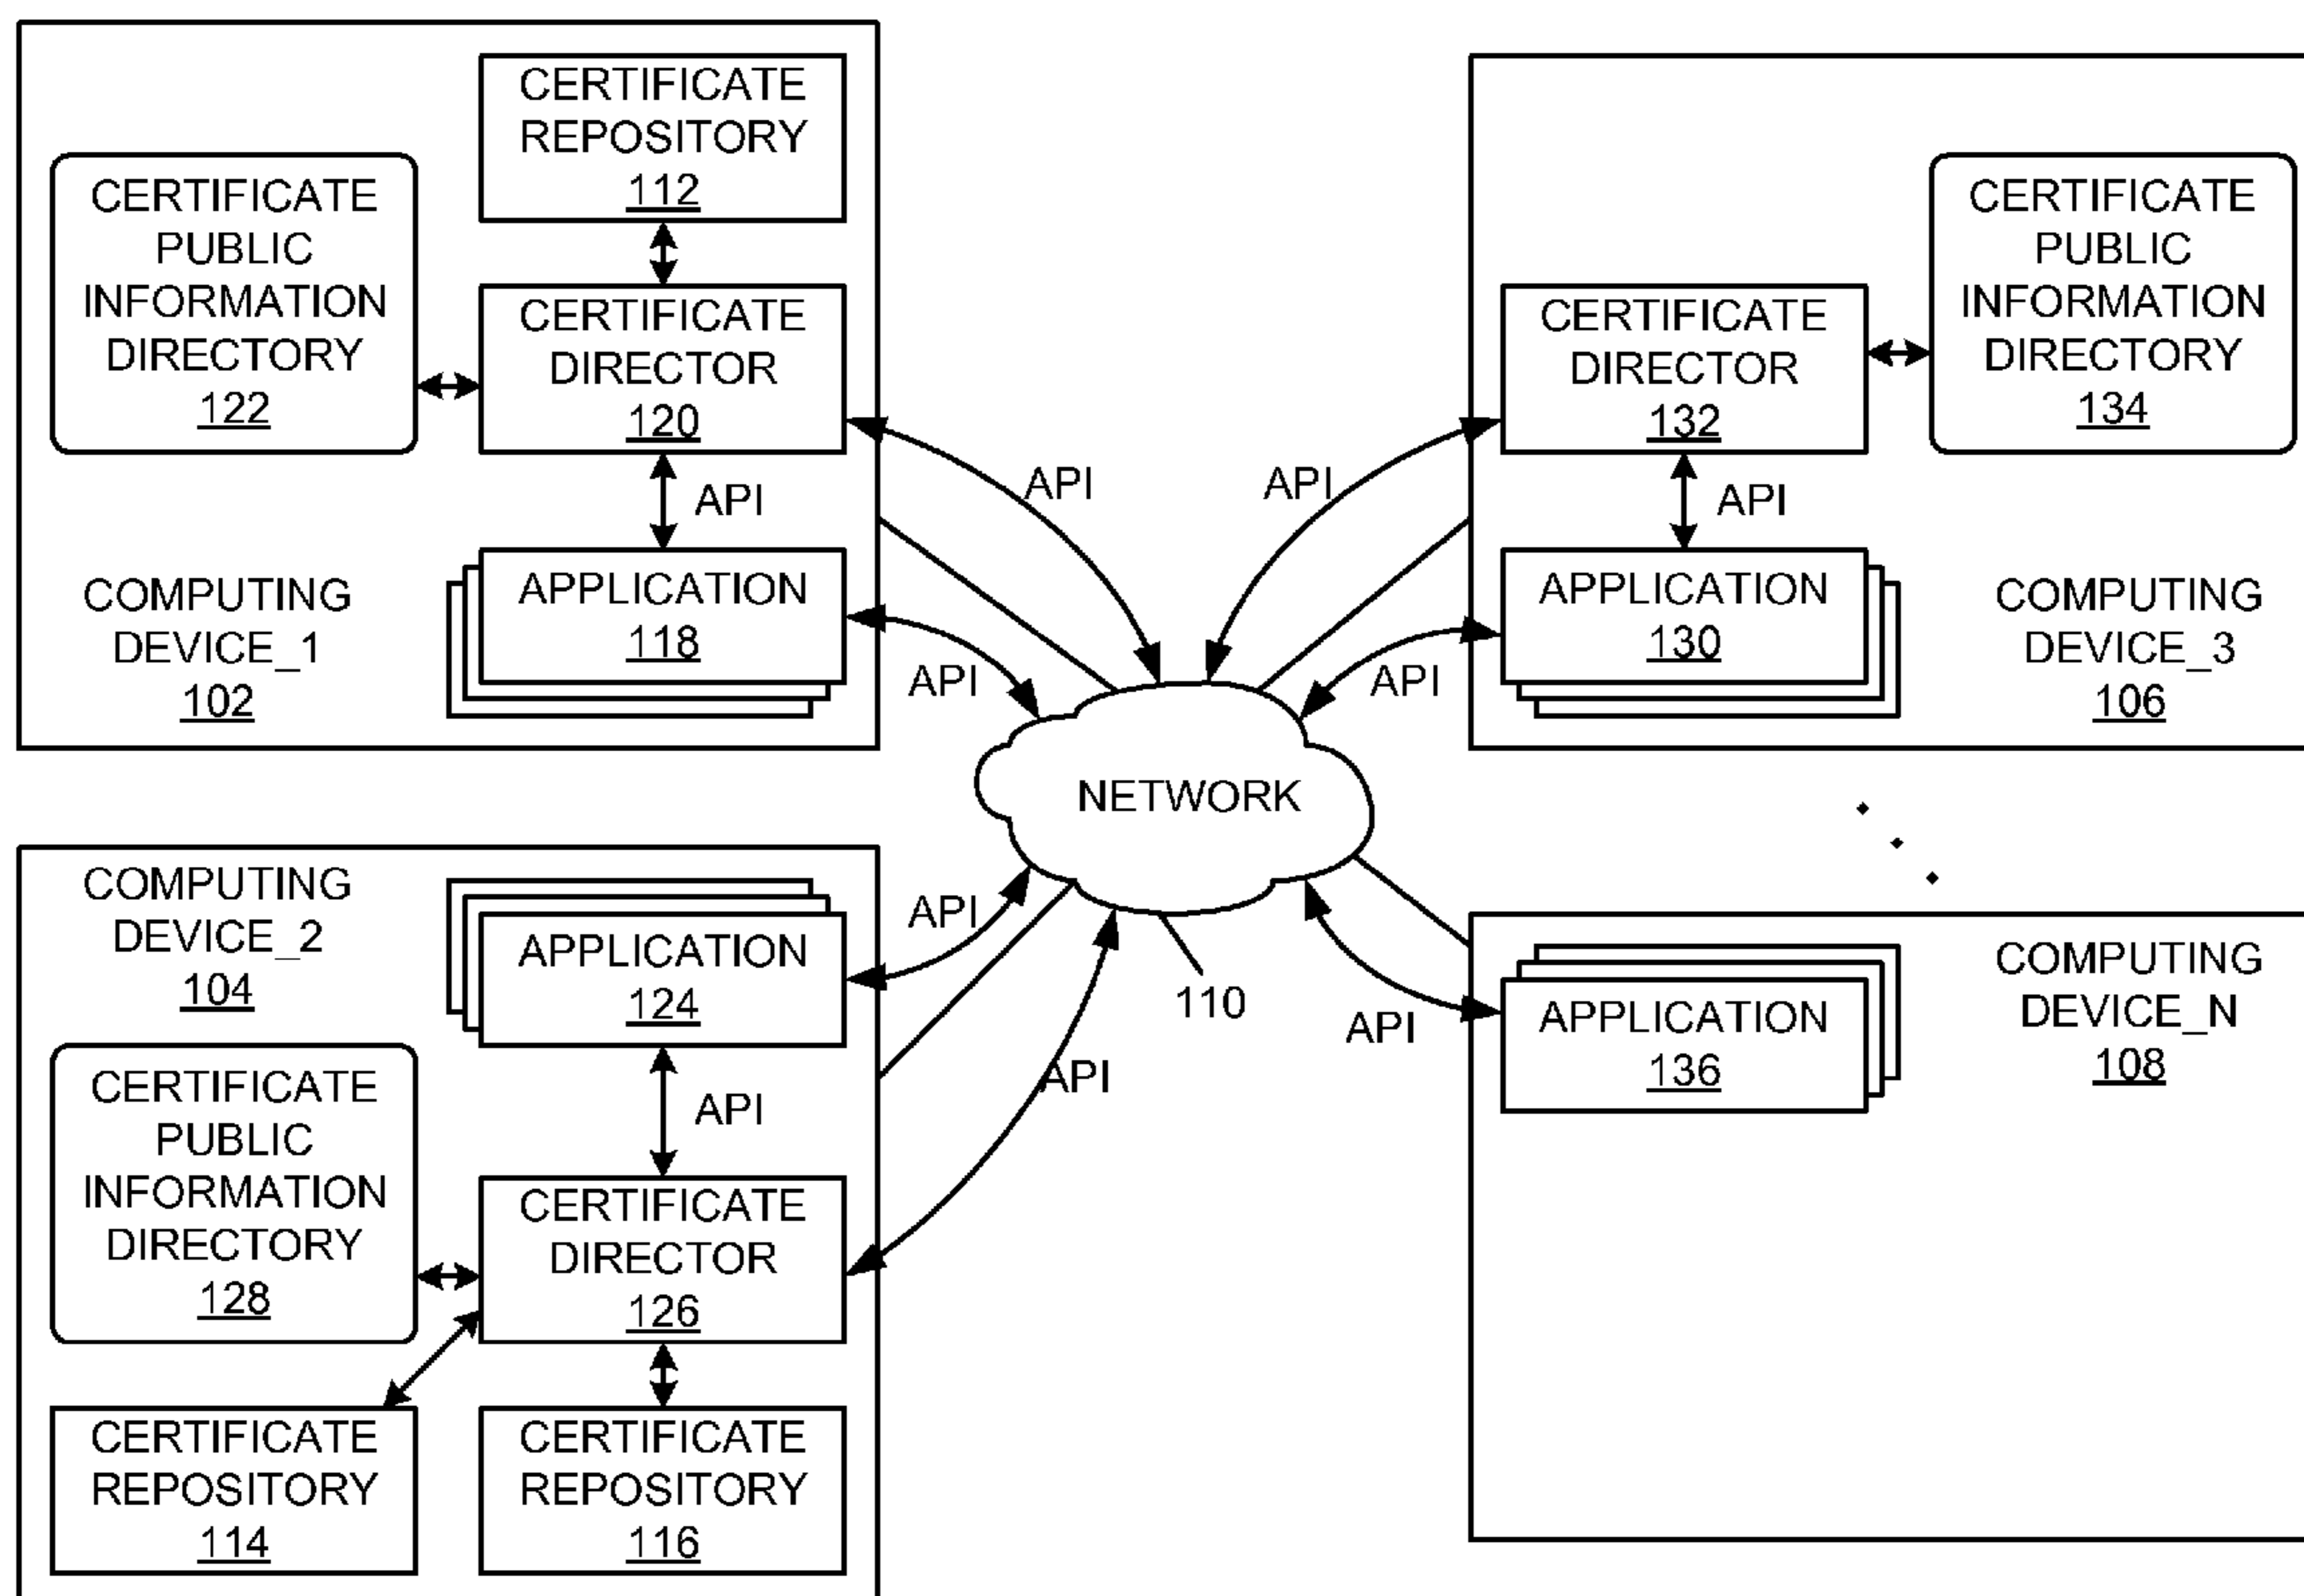 CERTIFICATE
REPOSITORY
112
CERTIFICATE
PUBLIC
INFORMATION
DIRECTORY
122
CERTIFICATE
DIRECTOR
120
API
APPLICATION
118
COMPUTING
DEVICE_1
102
API
API
CERTIFICATE
DIRECTOR
132
CERTIFICATE
PUBLIC
INFORMATION
DIRECTORY
134
API
APPLICATION
130
COMPUTING
DEVICE_3
106
API
API
NETWORK
110
COMPUTING
DEVICE_2
104
APPLICATION
124
API
API
CERTIFICATE
PUBLIC
INFORMATION
DIRECTORY
128
CERTIFICATE
DIRECTOR
126
API
CERTIFICATE
REPOSITORY
114
CERTIFICATE
REPOSITORY
116
API
APPLICATION
136
COMPUTING
DEVICE_N
108